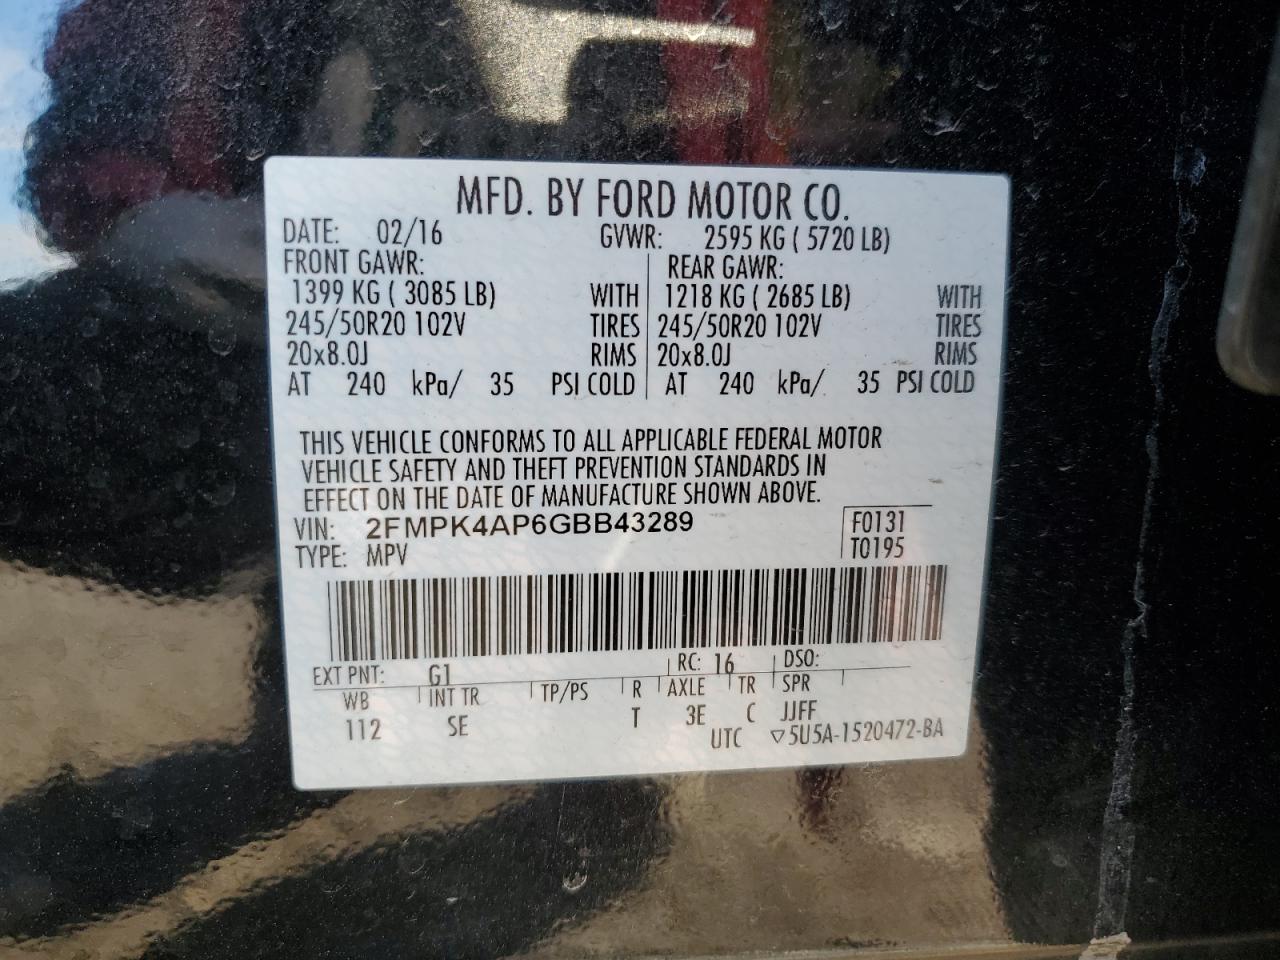 MFD. BY FORD MOTOR CO.
DATE: 02/16 GVWR: 2595 KG ( 5720 LB)
FRONT GAWR: REAR GAWR:
1399 KG ( 3085 LB) WITH 1218 KG ( 2685 LB) WITH
245/50R20 102V TIRES 245/50R20 102V TIRES
20x8.0J RIMS 20x8.0J RIMS
AT 240 kPa/ 35 PSI COLD AT 240 kPa/ 35 PSI COLD
THIS VEHICLE CONFORMS TO ALL APPLICABLE FEDERAL MOTOR
VEHICLE SAFETY AND THEFT PREVENTION STANDARDS IN
EFFECT ON THE DATE OF MANUFACTURE SHOWN ABOVE.
VIN: 2FMPK4AP6GBB43289 F0131
TYPE: MPV T0195
EXT PNT: G1 RC: 16 DSO:
WB INT TR TP/PS R AXLE TR SPR
112 SE T 3E C JJFF
UTC ▽5U5A-1520472-BA